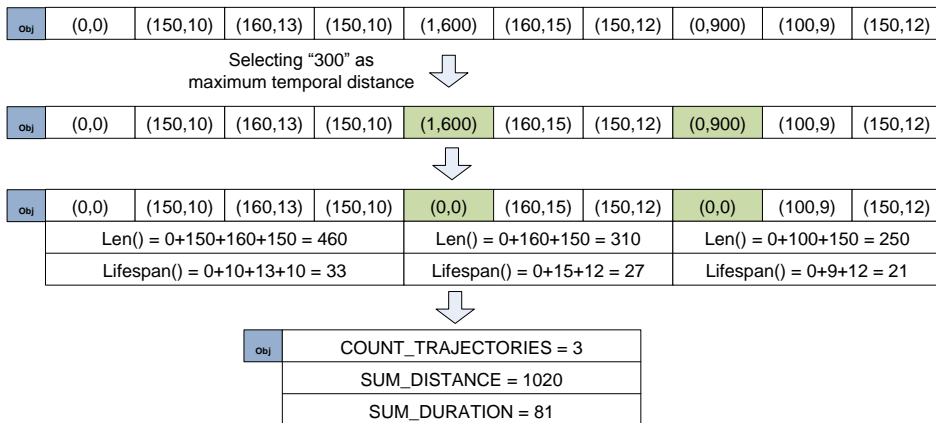 Obj (0,0) (150,10) (160,13) (150,10) (1,600) (160,15) (150,12) (0,900) (100,9) (150,12)
Selecting “300” as
maximum temporal distance
Obj (0,0) (150,10) (160,13) (150,10) (1,600) (160,15) (150,12) (0,900) (100,9) (150,12)
Obj (0,0) (150,10) (160,13) (150,10) (0,0) (160,15) (150,12) (0,0) (100,9) (150,12)
Len() = 0+150+160+150 = 460 Len() = 0+160+150 = 310 Len() = 0+100+150 = 250
Lifespan() = 0+10+13+10 = 33 Lifespan() = 0+15+12 = 27 Lifespan() = 0+9+12 = 21
Obj COUNT_TRAJECTORIES = 3
SUM_DISTANCE = 1020
SUM_DURATION = 81